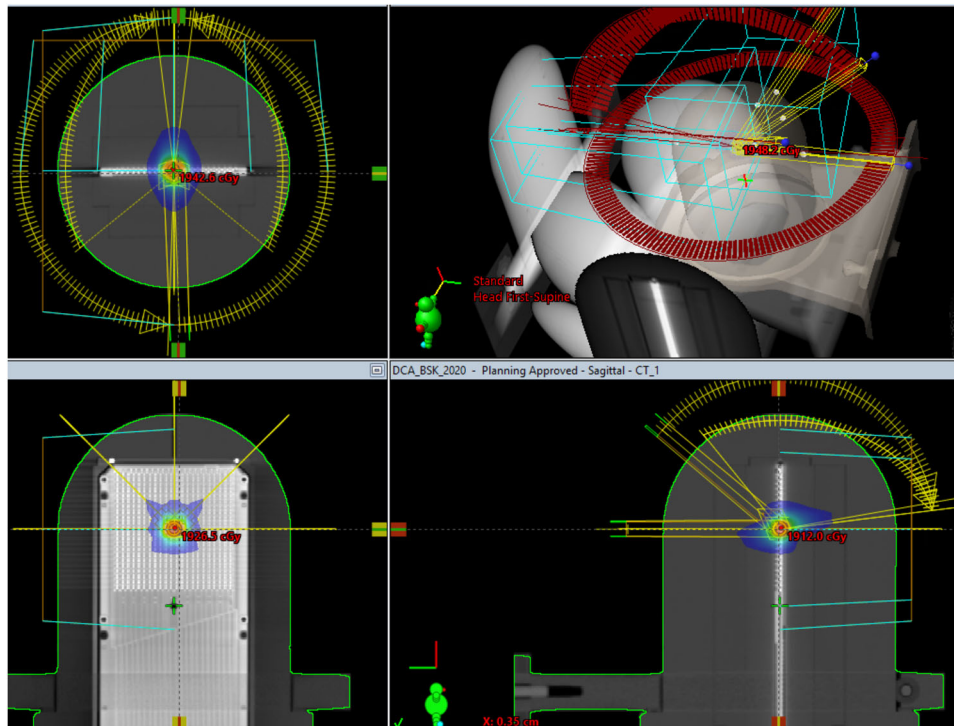 1942.6 cGy
1948.2 cGy
Standard
Head First-Supine
DCA_BSK_2020 - Planning Approved - Sagittal - CT_1
1926.5 cGy
1912.0 cGy
X: 0.35 cm